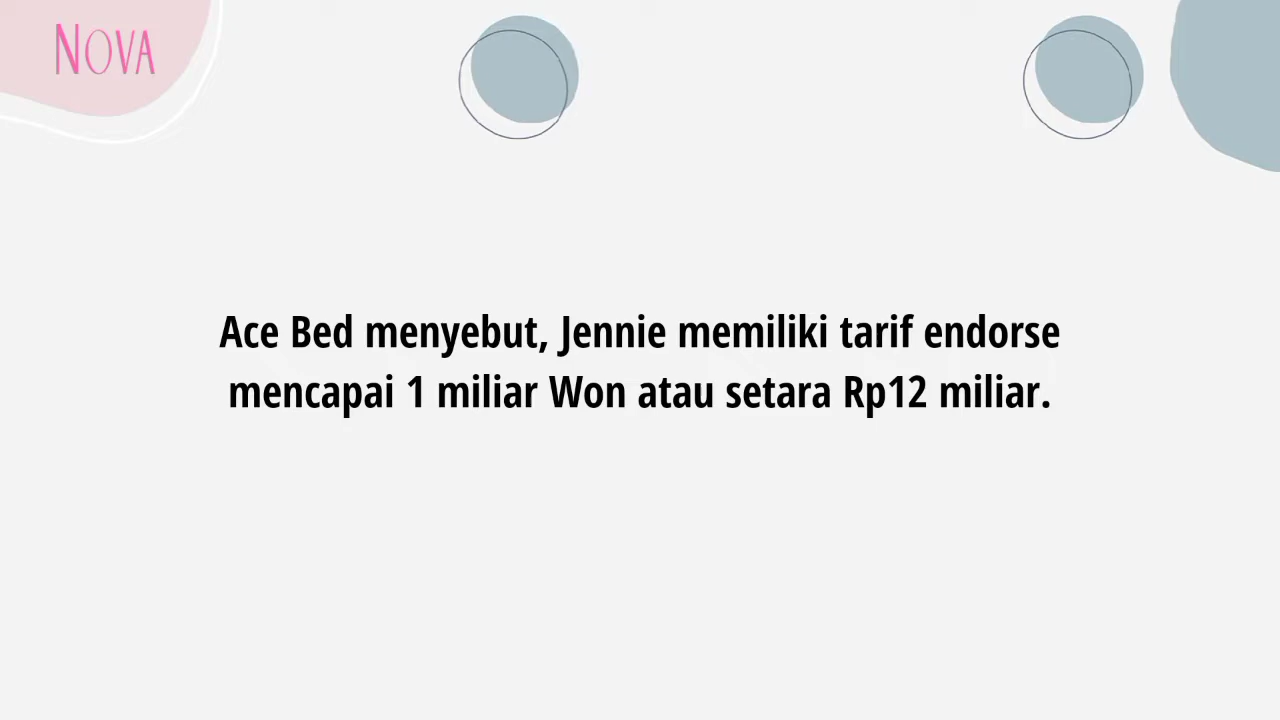 NOVA
Ace Bed menyebut, Jennie memiliki tarif endorse
mencapai 1 miliar Won atau setara Rp12 miliar.